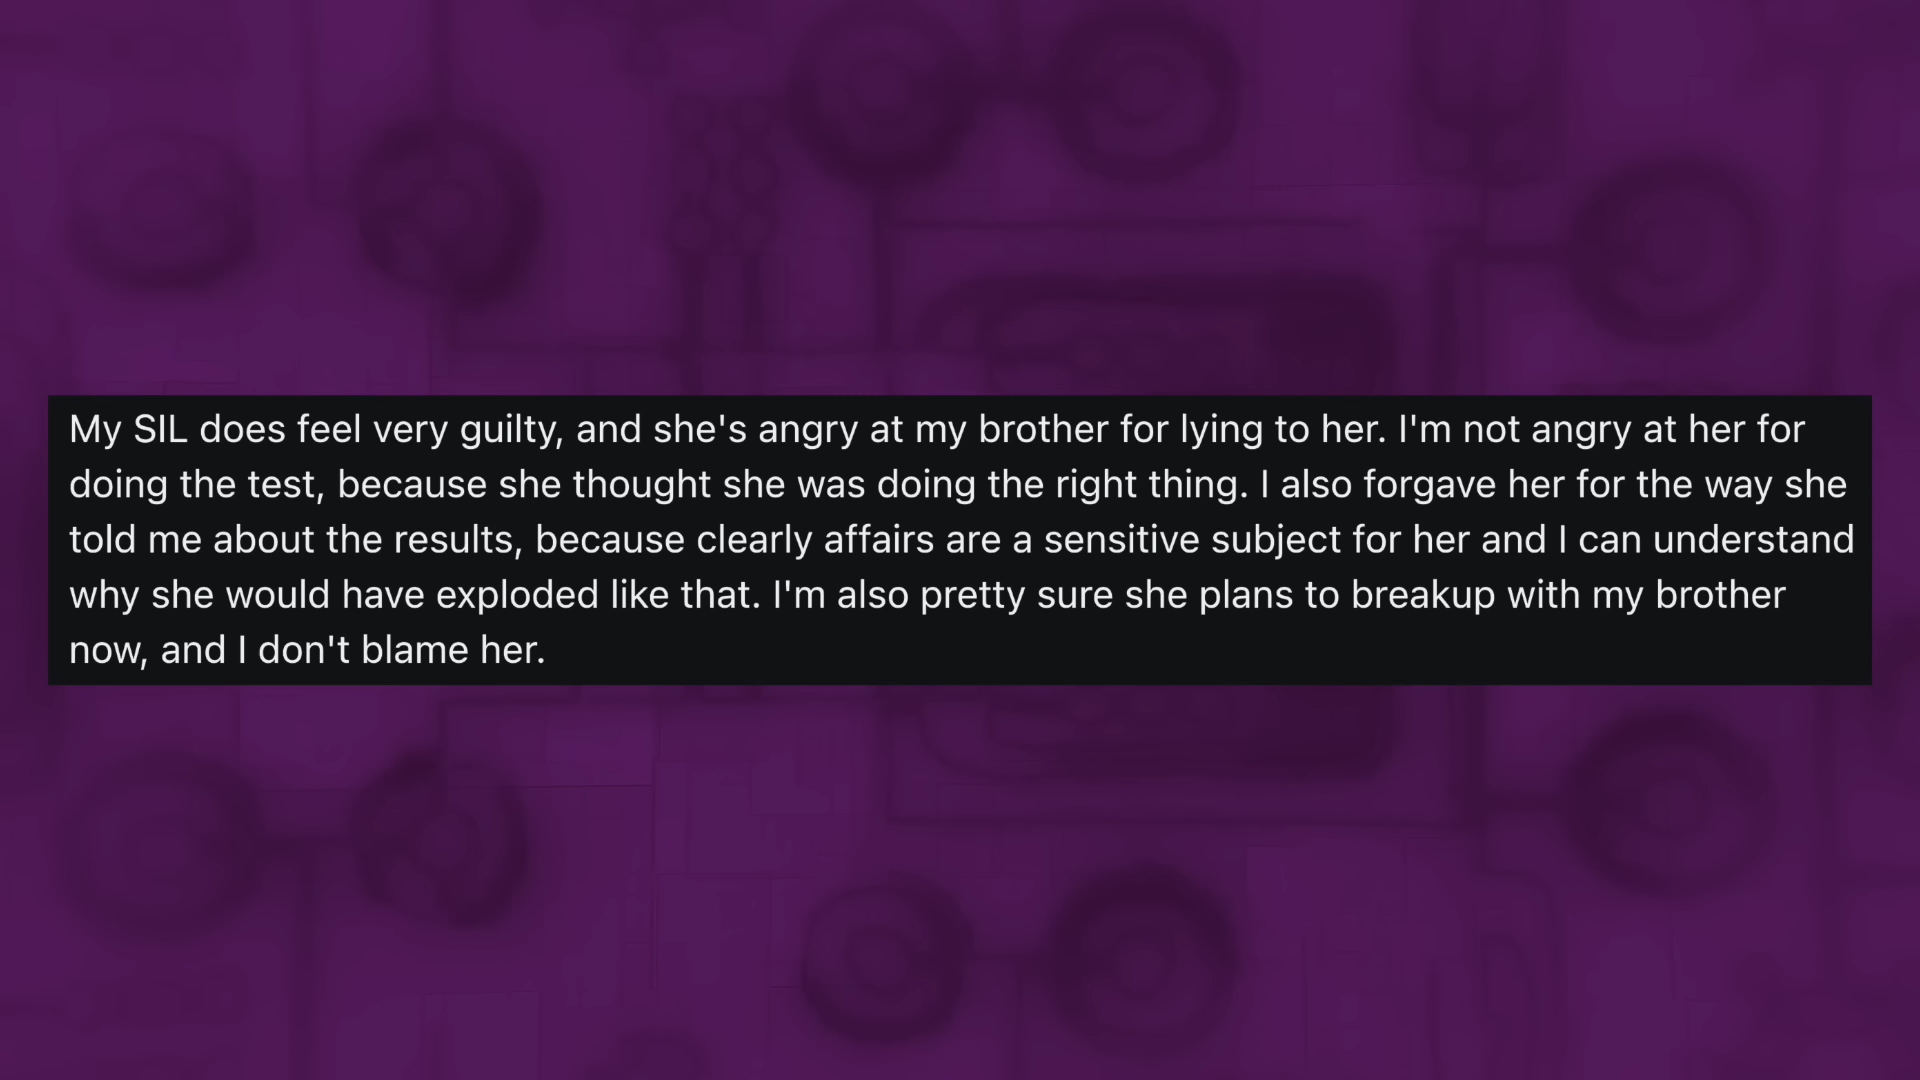 My SIL does feel very guilty, and she's angry at my brother for lying to her. I'm not angry at her for
doing the test, because she thought she was doing the right thing. I also forgave her for the way she
told me about the results, because clearly affairs are a sensitive subject for her and I can understand
why she would have exploded like that. I'm also pretty sure she plans to breakup with my brother
now, and I don't blame her.